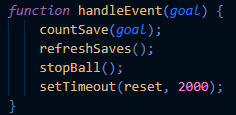 function handleEvent(goal) {
    countSave(goal);
    refreshSaves();
    stopBall();
    setTimeout(reset, 2000);
}